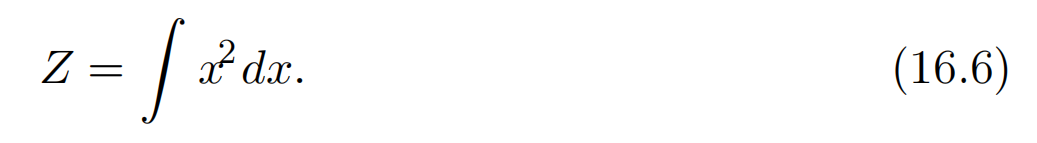 Z = ∫ x² dx. (16.6)